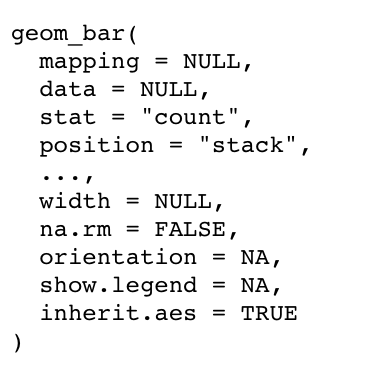 geom_bar(
  mapping = NULL,
  data = NULL,
  stat = "count",
  position = "stack",
  ...,
  width = NULL,
  na.rm = FALSE,
  orientation = NA,
  show.legend = NA,
  inherit.aes = TRUE
)